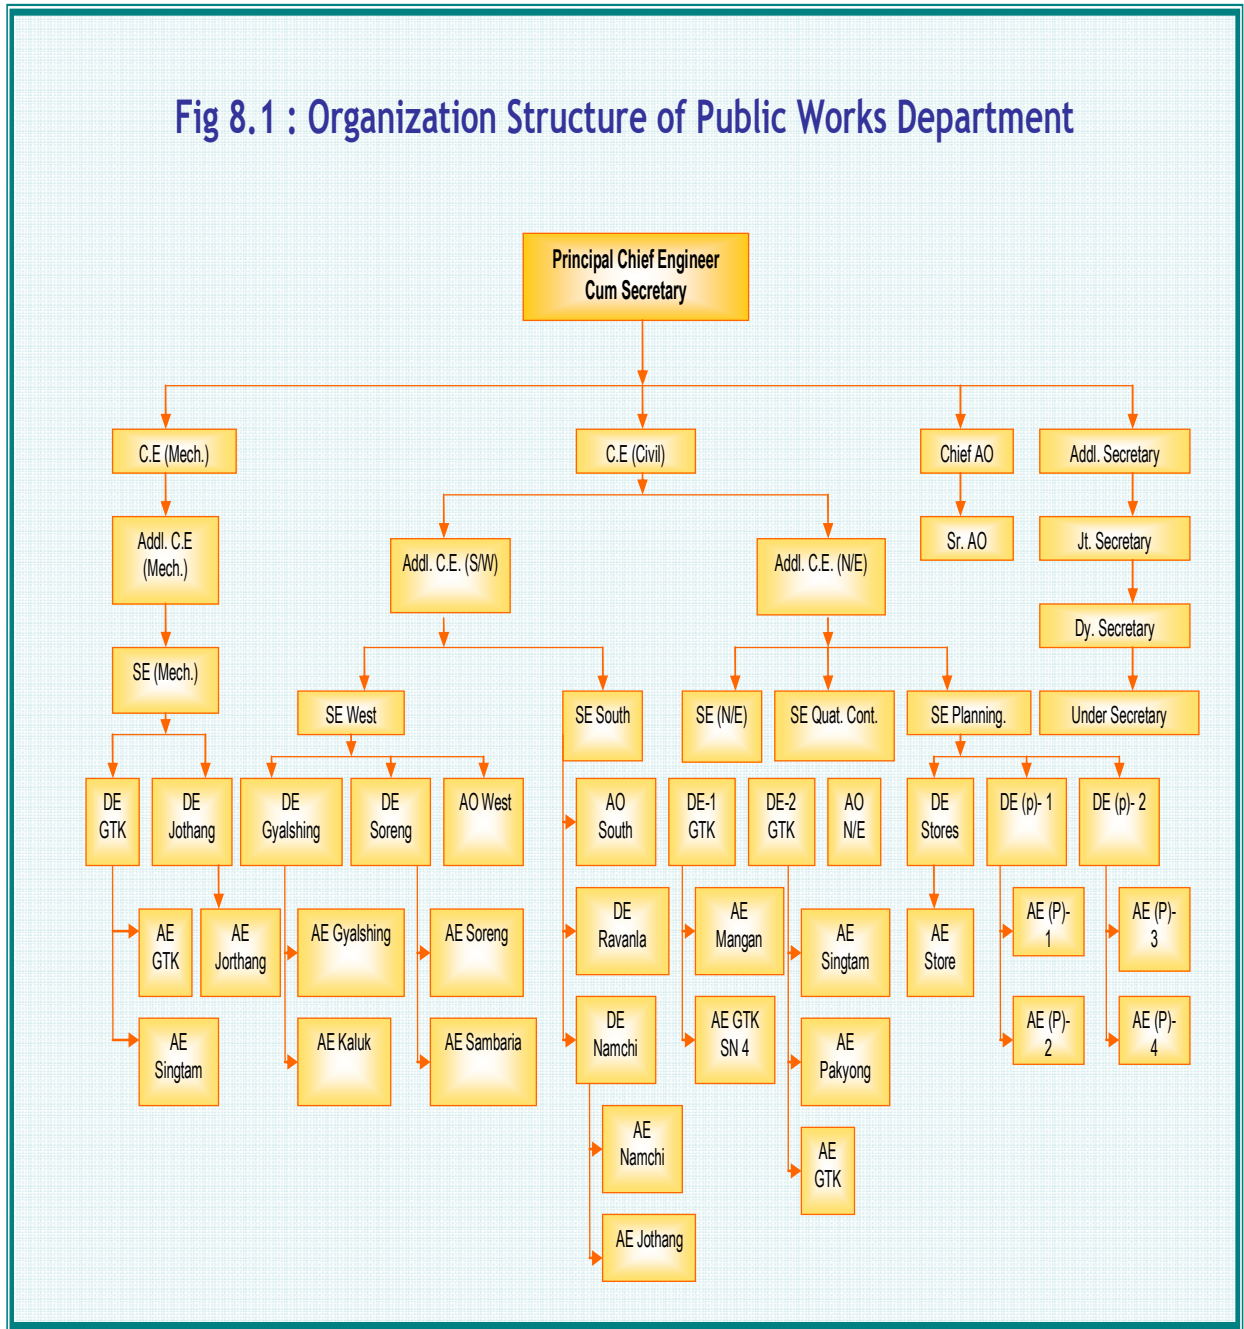 Fig 8.1 : Organization Structure of Public Works Department
Principal Chief Engineer
Cum Secretary
C.E (Mech.)
C.E (Civil)
Chief AO
Addl. Secretary
Addl. C.E
(Mech.)
Addl. C.E. (S/W)
Addl. C.E. (N/E)
Sr. AO
Jt. Secretary
Dy. Secretary
SE (Mech.)
SE West
SE South
SE (N/E)
SE Quat. Cont.
SE Planning.
Under Secretary
DE
GTK
DE
Jothang
DE
Gyalshing
DE
Soreng
AO West
AO
South
DE-1
GTK
DE-2
GTK
AO
N/E
DE
Stores
DE (p)- 1
DE (p)- 2
AE
GTK
AE
Jorthang
AE Gyalshing
AE Soreng
DE
Ravanla
AE
Mangan
AE
Singtam
AE
Store
AE (P)-
1
AE (P)-
3
AE
Singtam
AE Kaluk
AE Sambaria
DE
Namchi
AE GTK
SN 4
AE
Pakyong
AE (P)-
2
AE (P)-
4
AE
Namchi
AE
GTK
AE Jothang